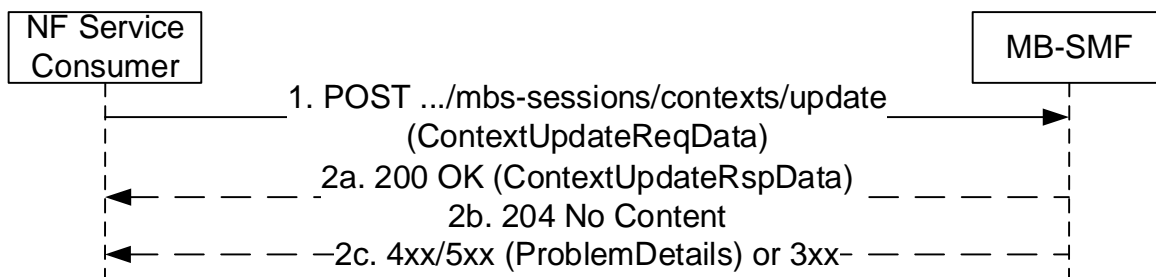 NF Service
Consumer
MB-SMF
1. POST .../mbs-sessions/contexts/update
(ContextUpdateReqData)
2a. 200 OK (ContextUpdateRspData)
2b. 204 No Content
2c. 4xx/5xx (ProblemDetails) or 3xx